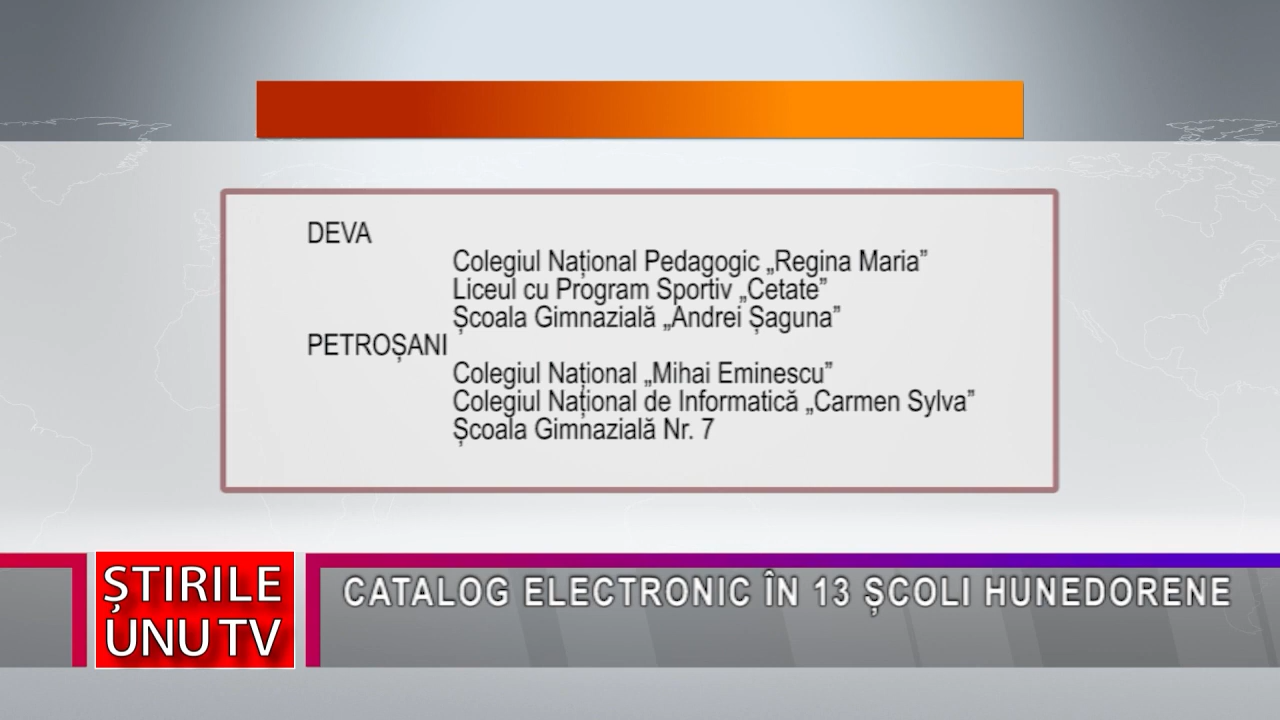 DEVA
Colegiul Național Pedagogic „Regina Maria”
Liceul cu Program Sportiv „Cetate”
Școala Gimnazială „Andrei Șaguna”
PETROȘANI
Colegiul Național „Mihai Eminescu”
Colegiul Național de Informatică „Carmen Sylva”
Școala Gimnazială Nr. 7
ȘTIRILE
UNU TV
CATALOG ELECTRONIC ÎN 13 ȘCOLI HUNEDORENE